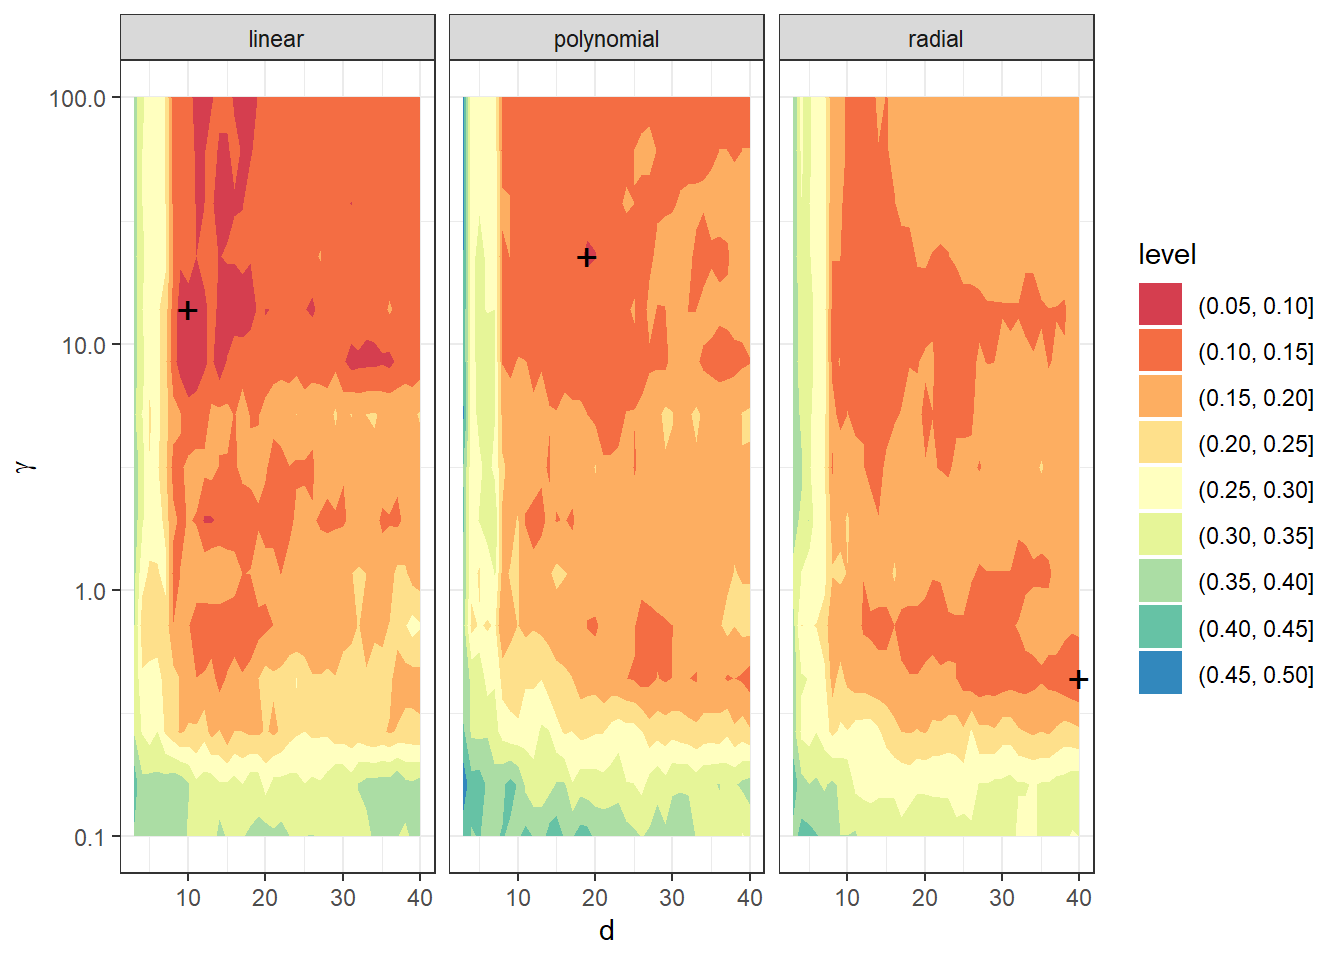 linear polynomial radial
100.0
10.0
1.0
0.1
γ
10 20 30 40 10 20 30 40 10 20 30 40
d
level
(0.05, 0.10]
(0.10, 0.15]
(0.15, 0.20]
(0.20, 0.25]
(0.25, 0.30]
(0.30, 0.35]
(0.35, 0.40]
(0.40, 0.45]
(0.45, 0.50]